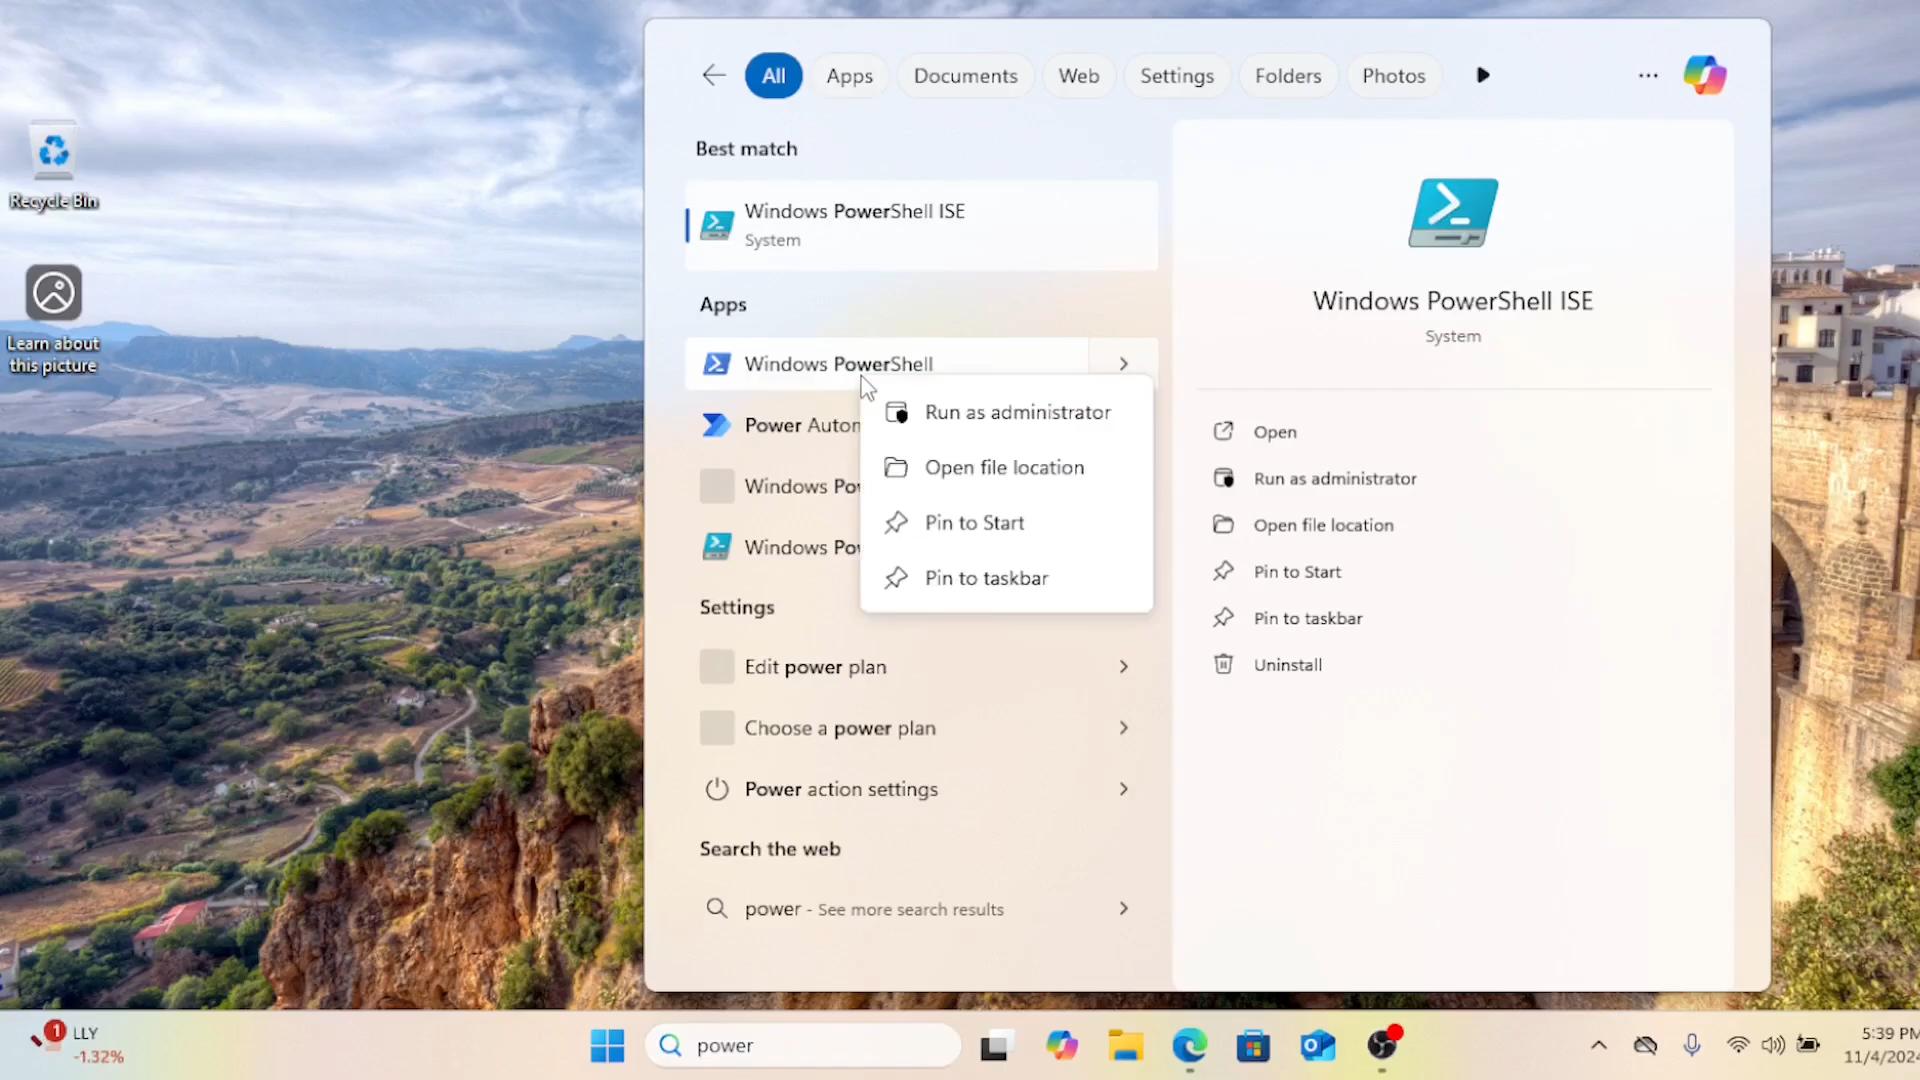 All
Apps
Documents
Web
Settings
Folders
Photos
Recycle Bin
Learn about
this picture
Best match
Windows PowerShell ISE
System
Apps
Windows PowerShell
Power Autom
Windows Pow
Windows Pow
Run as administrator
Open file location
Pin to Start
Pin to taskbar
Settings
Edit power plan
Choose a power plan
Power action settings
Search the web
power - See more search results
Windows PowerShell ISE
System
Open
Run as administrator
Open file location
Pin to Start
Pin to taskbar
Uninstall
1
LLY
-1.32%
power
5:39 PM
11/4/2024